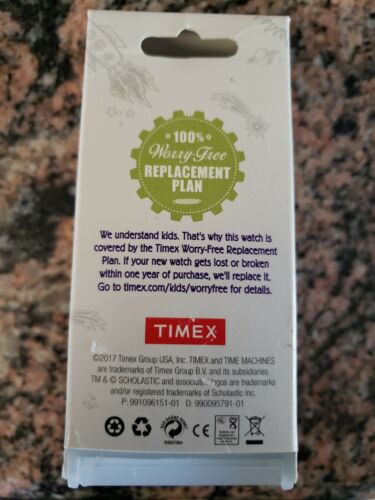 100%
Worry-Free
REPLACEMENT
PLAN
We understand kids. That's why this watch is
covered by the Timex Worry-Free Replacement
Plan. If your new watch gets lost or broken
within one year of purchase, we'll replace it.
Go to timex.com/kids/worryfree for details.
TIMEX
©2017 Timex Group USA, Inc. TIMEX and TIME MACHINES
are trademarks of Timex Group B.V. and its subsidiaries.
TM & © SCHOLASTIC and associated logos are trademarks
and/or registered trademarks of Scholastic Inc.
P: 991096151-01 D: 990095791-01
CE